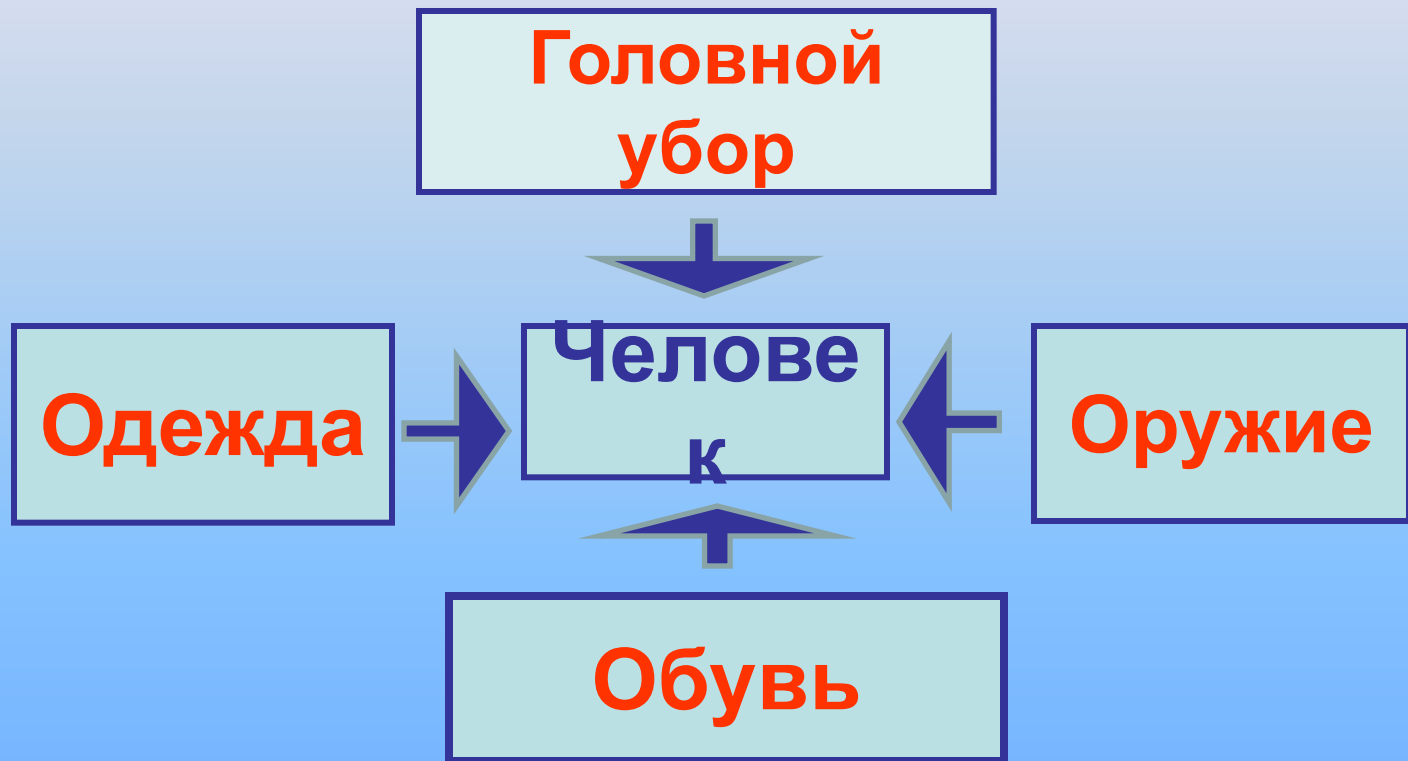 Головной
убор
Одежда
Челове
к
Оружие
Обувь